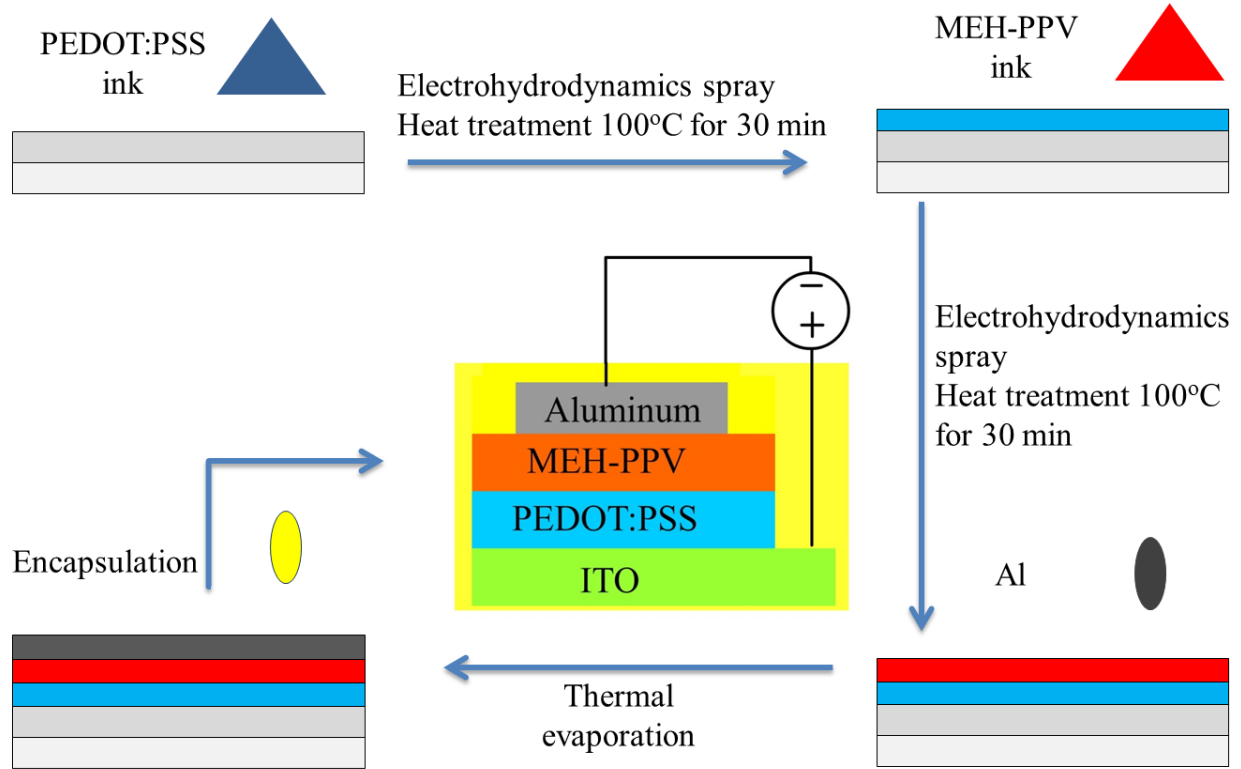 PEDOT:PSS
ink
Electrohydrodynamics spray
Heat treatment 100°C for 30 min
MEH-PPV
ink
Electrohydrodynamics
spray
Heat treatment 100°C
for 30 min
−
+
Aluminum
MEH-PPV
PEDOT:PSS
ITO
Encapsulation
Al
Thermal
evaporation